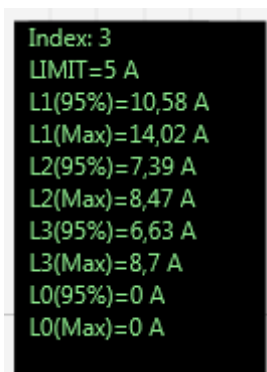 Index: 3
LIMIT=5 A
L1(95%)=10,58 A
L1(Max)=14,02 A
L2(95%)=7,39 A
L2(Max)=8,47 A
L3(95%)=6,63 A
L3(Max)=8,7 A
L0(95%)=0 A
L0(Max)=0 A